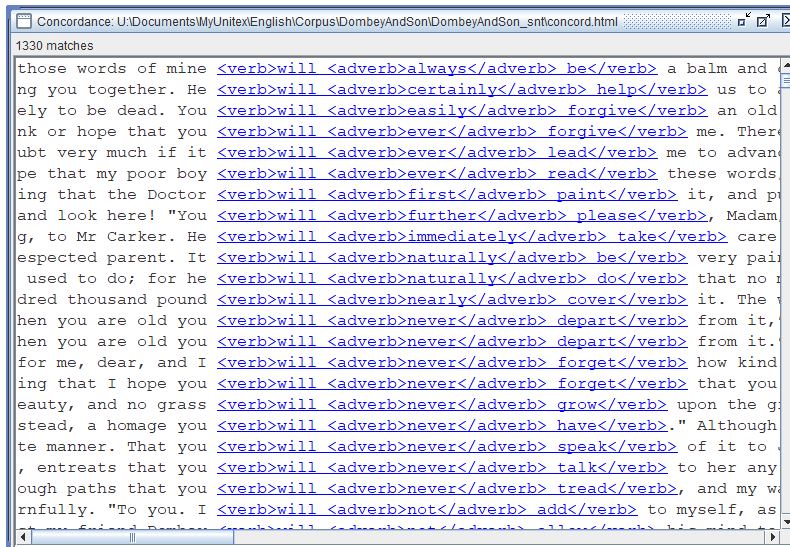 Concordance: U:\Documents\MyUnitex\English\Corpus\DombeyAndSon\DombeyAndSon_snt\concord.html
1330 matches
those words of mine <verb>will <adverb>always</adverb> be</verb> a balm and
ng you together. He <verb>will <adverb>certainly</adverb> help</verb> us to
ely to be dead. You <verb>will <adverb>easily</adverb> forgive</verb> an old
nk or hope that you <verb>will <adverb>ever</adverb> forgive</verb> me. There
ubt very much if it <verb>will <adverb>ever</adverb> lead</verb> me to advanc
pe that my poor boy <verb>will <adverb>ever</adverb> read</verb> these words
ing that the Doctor <verb>will <adverb>first</adverb> paint</verb> it, and pu
and look here! "You <verb>will <adverb>further</adverb> please</verb>, Madam
g, to Mr Carker. He <verb>will <adverb>immediately</adverb> take</verb> care
espected parent. It <verb>will <adverb>naturally</adverb> be</verb> very pai
used to do; for he <verb>will <adverb>naturally</adverb> do</verb> that no
dred thousand pound <verb>will <adverb>nearly</adverb> cover</verb> it. The
hen you are old you <verb>will <adverb>never</adverb> depart</verb> from it,
hen you are old you <verb>will <adverb>never</adverb> depart</verb> from it.
for me, dear, and I <verb>will <adverb>never</adverb> forget</verb> how kind
ing that I hope you <verb>will <adverb>never</adverb> forget</verb> that you
eauty, and no grass <verb>will <adverb>never</adverb> grow</verb> upon the
stead, a homage you <verb>will <adverb>never</adverb> have</verb>." Although
te manner. That you <verb>will <adverb>never</adverb> speak</verb> of it to
, entreats that you <verb>will <adverb>never</adverb> talk</verb> to her any
ough paths that you <verb>will <adverb>never</adverb> tread</verb>, and my wa
rnfully. "To you. I <verb>will <adverb>not</adverb> add</verb> to myself, as